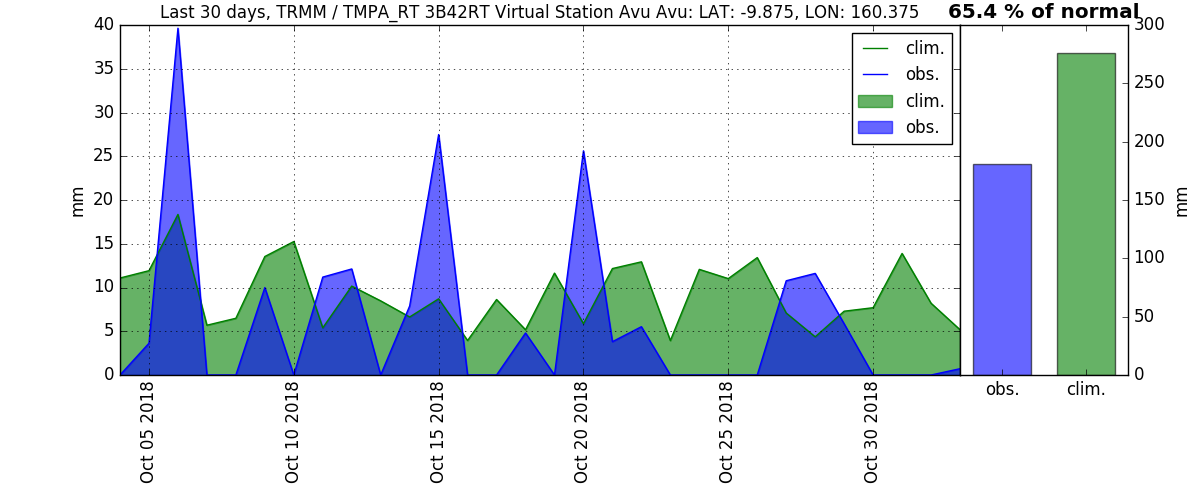 Last 30 days, TRMM / TMPA_RT 3B42RT Virtual Station Avu Avu: LAT: -9.875, LON: 160.375
65.4 % of normal
40
35
30
25
20
15
10
5
0
mm
clim.
obs.
clim.
obs.
Oct 05 2018
Oct 10 2018
Oct 15 2018
Oct 20 2018
Oct 25 2018
Oct 30 2018
300
250
200
150
100
50
0
mm
obs.
clim.